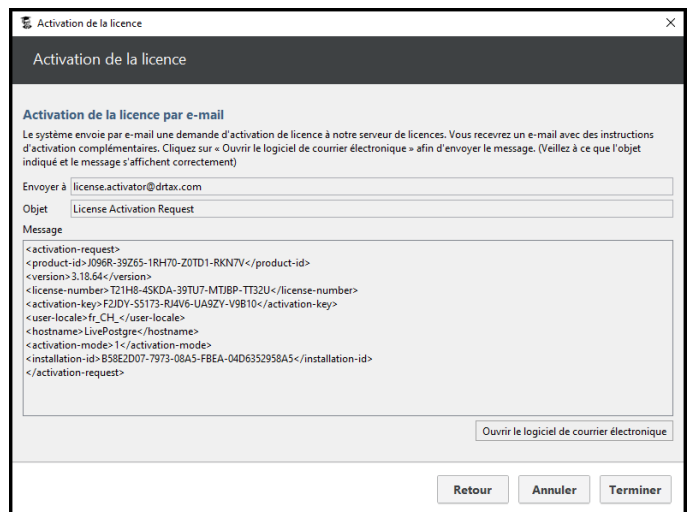 Activation de la licence
Activation de la licence
Activation de la licence par e-mail
Le système envoie par e-mail une demande d'activation de licence à notre serveur de licences. Vous recevrez un e-mail avec des instructions
d'activation complémentaires. Cliquez sur « Ouvrir le logiciel de courrier électronique » afin d'envoyer le message. (Veillez à ce que l'objet
indiqué et le message s'affichent correctement)
Envoyer à license.activator@drtax.com
Objet License Activation Request
Message
<activation-request>
<product-id>J096R-39Z65-1RH70-Z0TD1-RKN7V</product-id>
<version>3.18.64</version>
<license-number>T21H8-4SKDA-39TU7-MTJBP-TT32U</license-number>
<activation-key>F2JDY-S5173-RJ4V6-UA9ZY-V9B10</activation-key>
<user-locale>fr_CH_</user-locale>
<hostname>LivePostgre</hostname>
<activation-mode>1</activation-mode>
<installation-id>B58E2D07-7973-08A5-FBEA-04D6352958A5</installation-id>
</activation-request>
Ouvrir le logiciel de courrier électronique
Retour Annuler Terminer